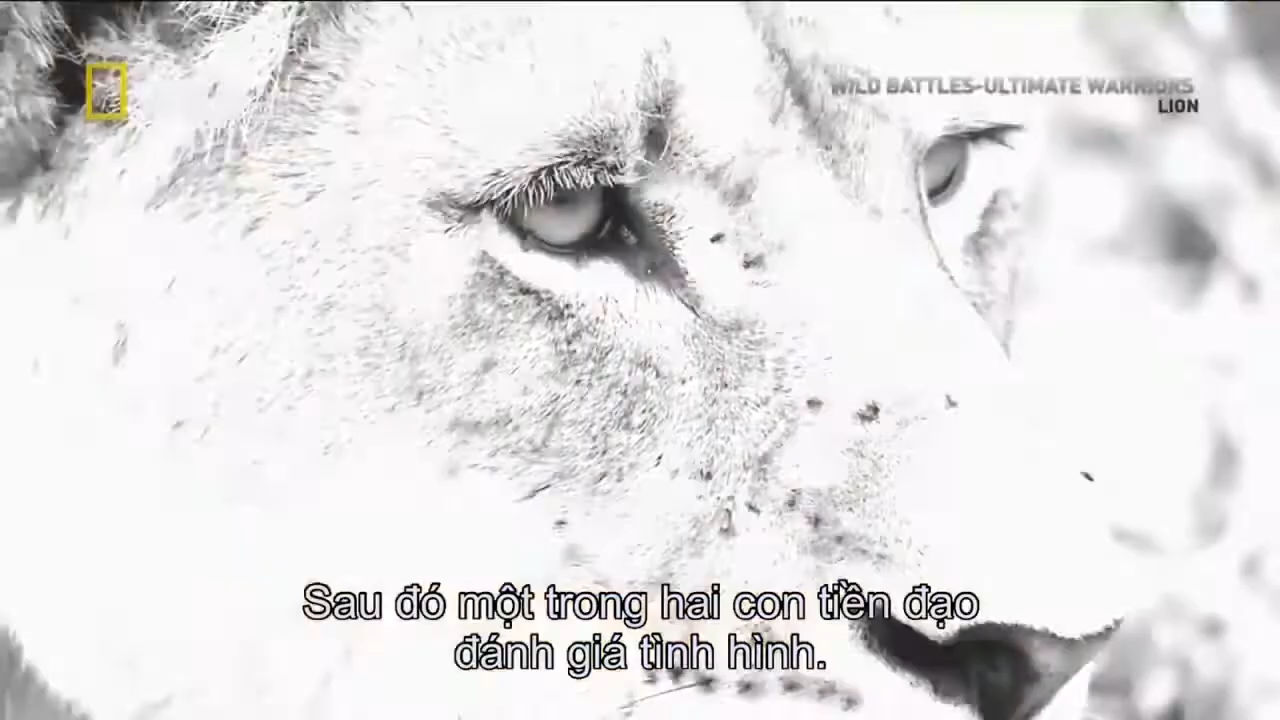 WILD BATTLES-ULTIMATE WARRIORS
LION
Sau đó một trong hai con tiền đạo
đánh giá tình hình.